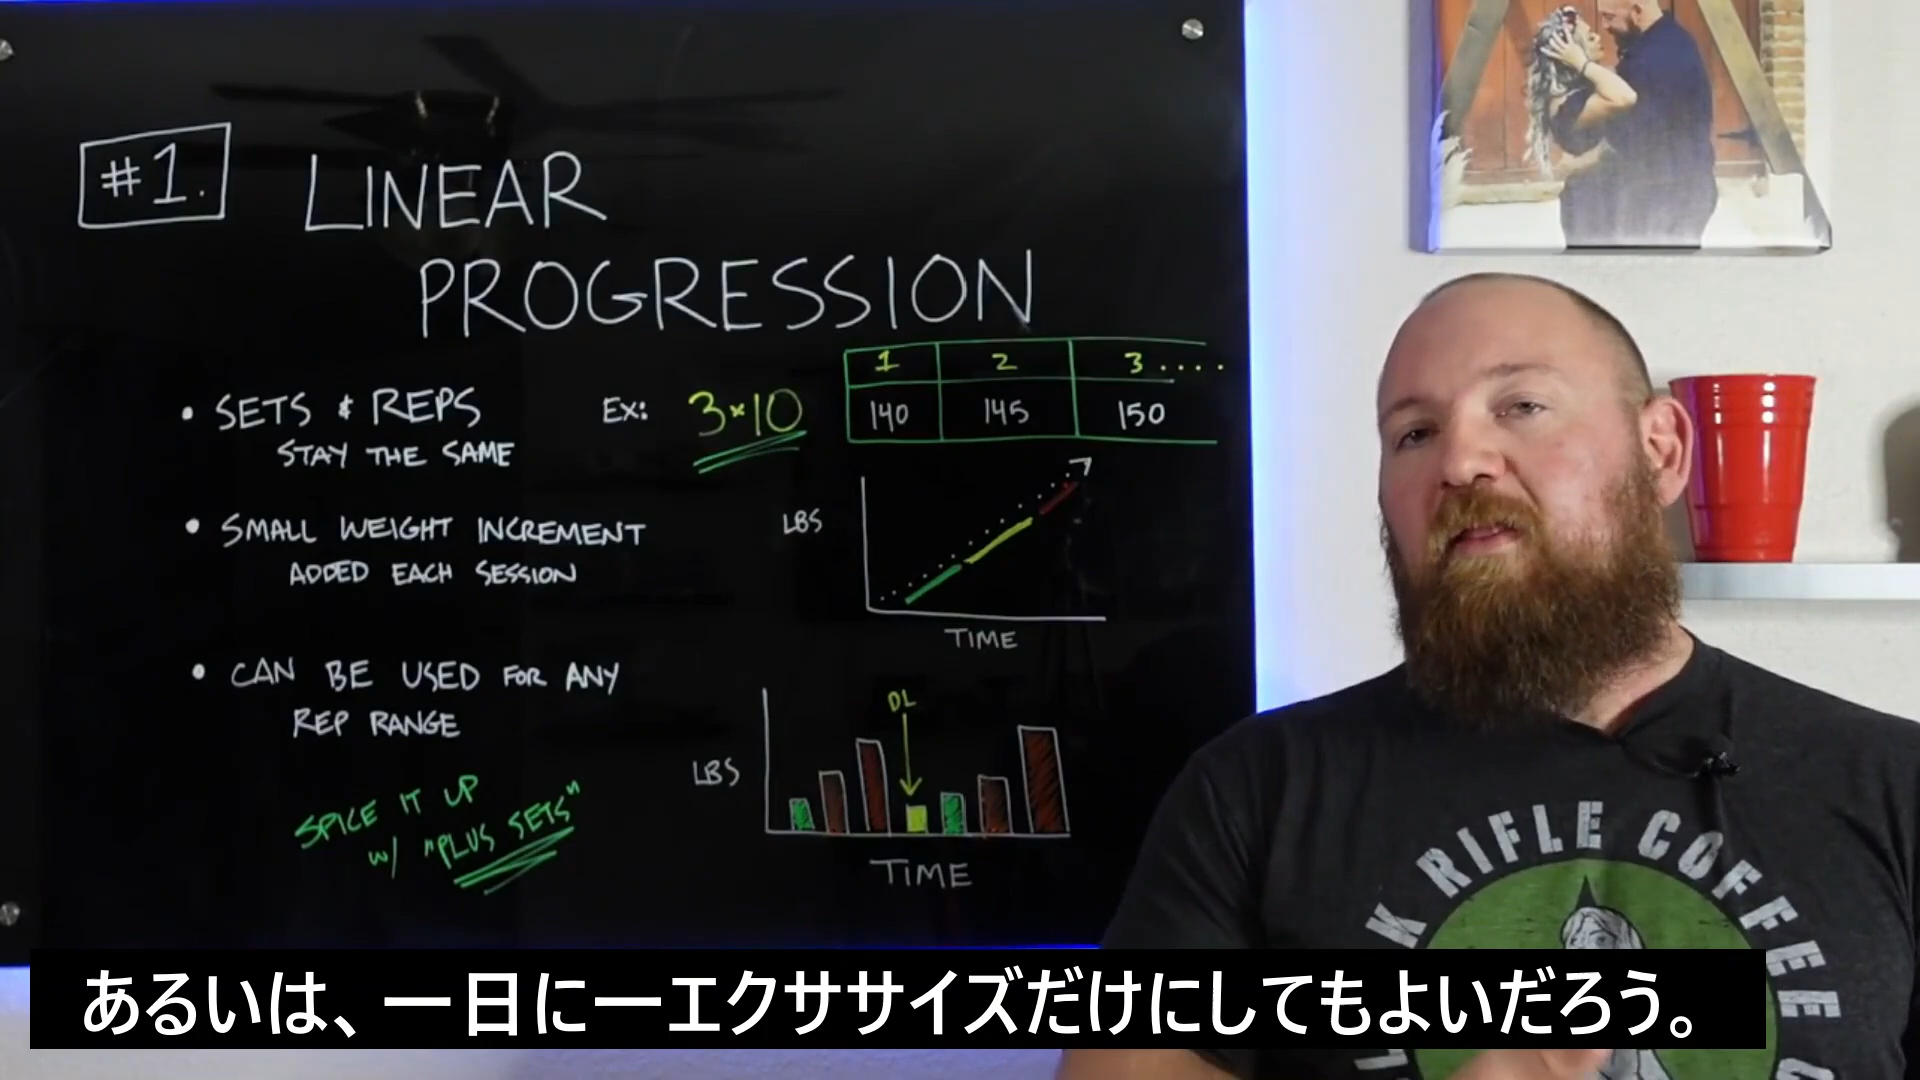 #1.
LINEAR
PROGRESSION
• SETS & REPS
STAY THE SAME
EX: 3×10
1 2 3....
140 145 150
• SMALL WEIGHT INCREMENT
ADDED EACH SESSION
LBS
TIME
• CAN BE USED FOR ANY
REP RANGE
SPICE IT UP
w/ "PLUS SETS"
DL
LBS
TIME
K RIFLE COFFEE
あるいは、一日に一エクササイズだけにしてもよいだろう。